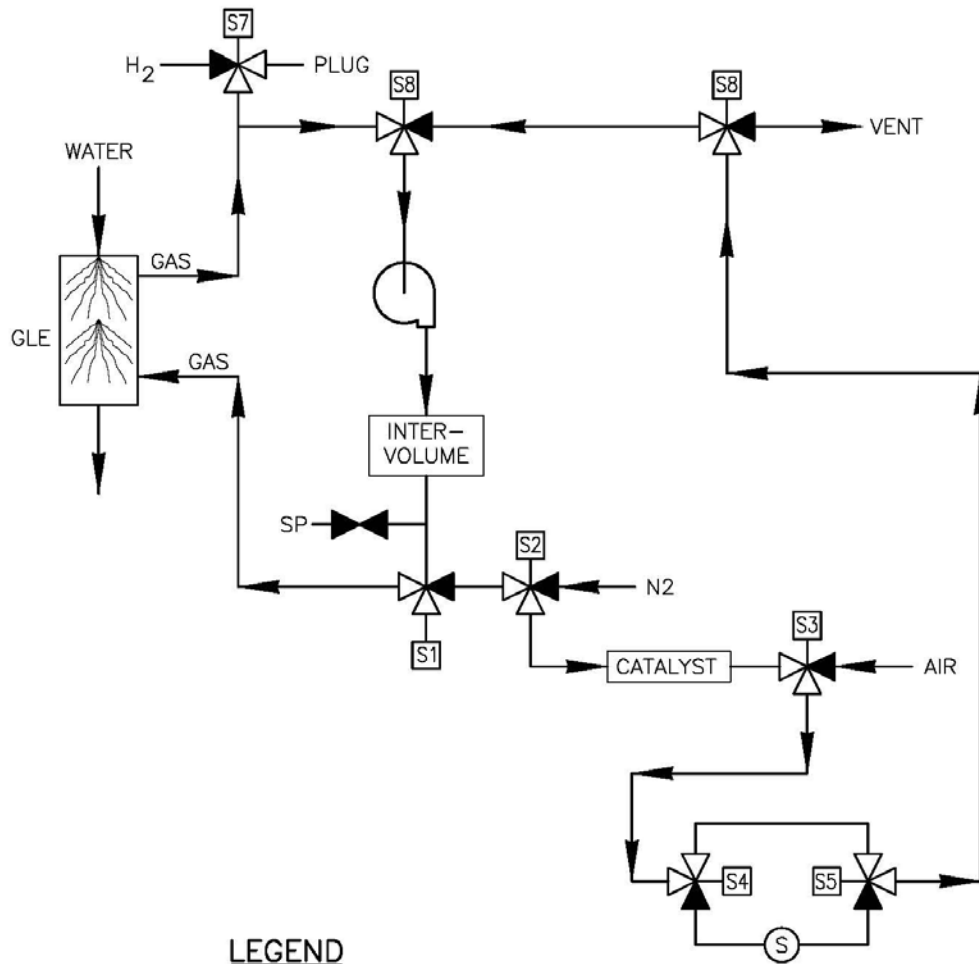 S7
H2
PLUG
S8
S8
VENT
WATER
GAS
GLE
GAS
INTER-
VOLUME
SP
S2
N2
S1
S3
CATALYST
AIR
S4
S5
S
LEGEND